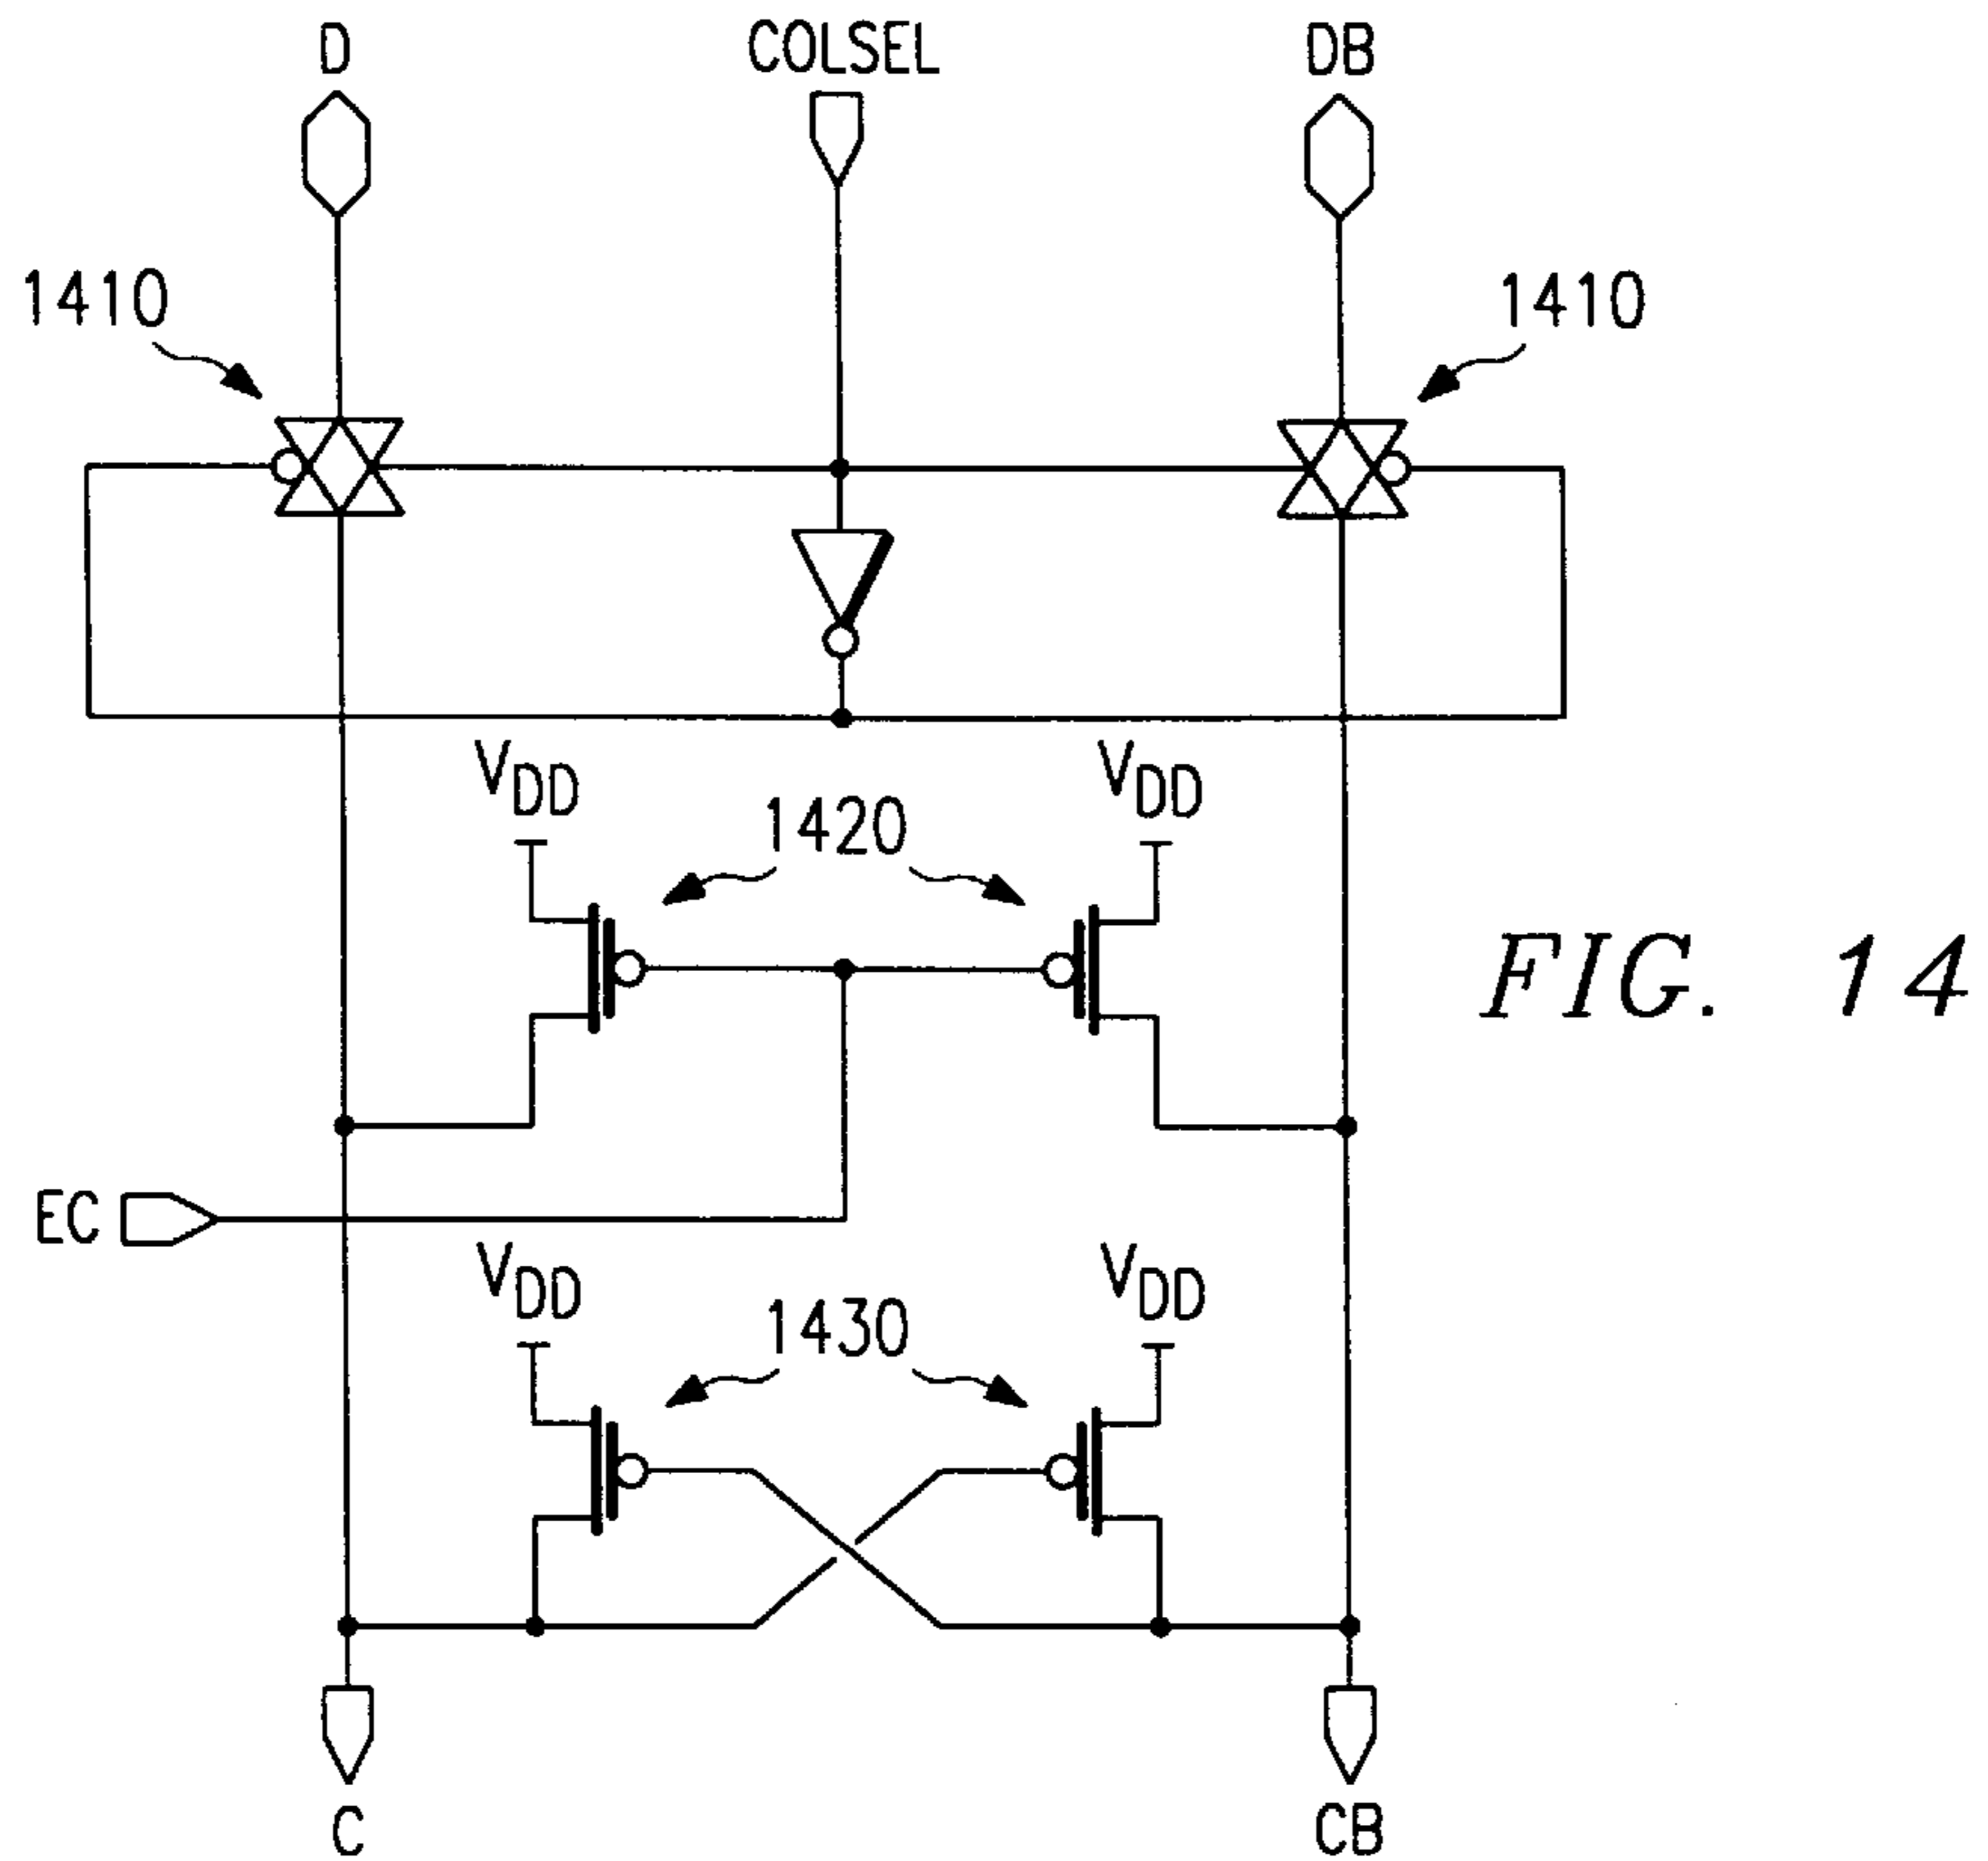 D COLSEL DB
1410 1410
VDD VDD
1420
FIG. 14
EC
VDD VDD
1430
C CB